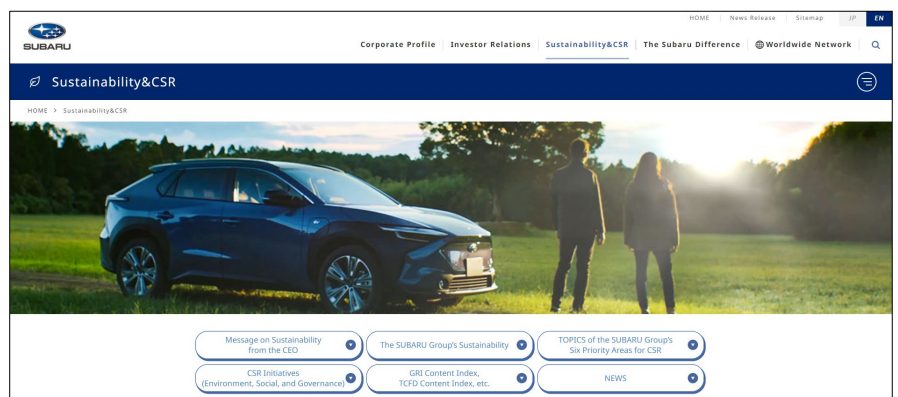 HOME News Release Sitemap JP EN
SUBARU
Corporate Profile Investor Relations Sustainability&CSR The Subaru Difference Worldwide Network
Sustainability&CSR
HOME > Sustainability&CSR
Message on Sustainability
from the CEO
The SUBARU Group's Sustainability
TOPICS of the SUBARU Group's
Six Priority Areas for CSR
CSR Initiatives
(Environment, Social, and Governance)
GRI Content Index,
TCFD Content Index, etc.
NEWS